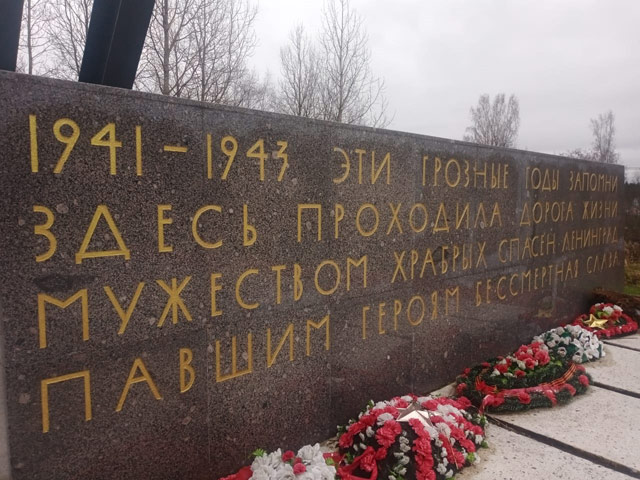 1941-1943 ЭТИ ГРОЗНЫЕ ГОДЫ ЗАПОМНИ
ЗДЕСЬ ПРОХОДИЛА ДОРОГА ЖИЗНИ
МУЖЕСТВОМ ХРАБРЫХ СПАСЕН ЛЕНИНГРАД
ПАВШИМ ГЕРОЯМ БЕССМЕРТНАЯ СЛАВА